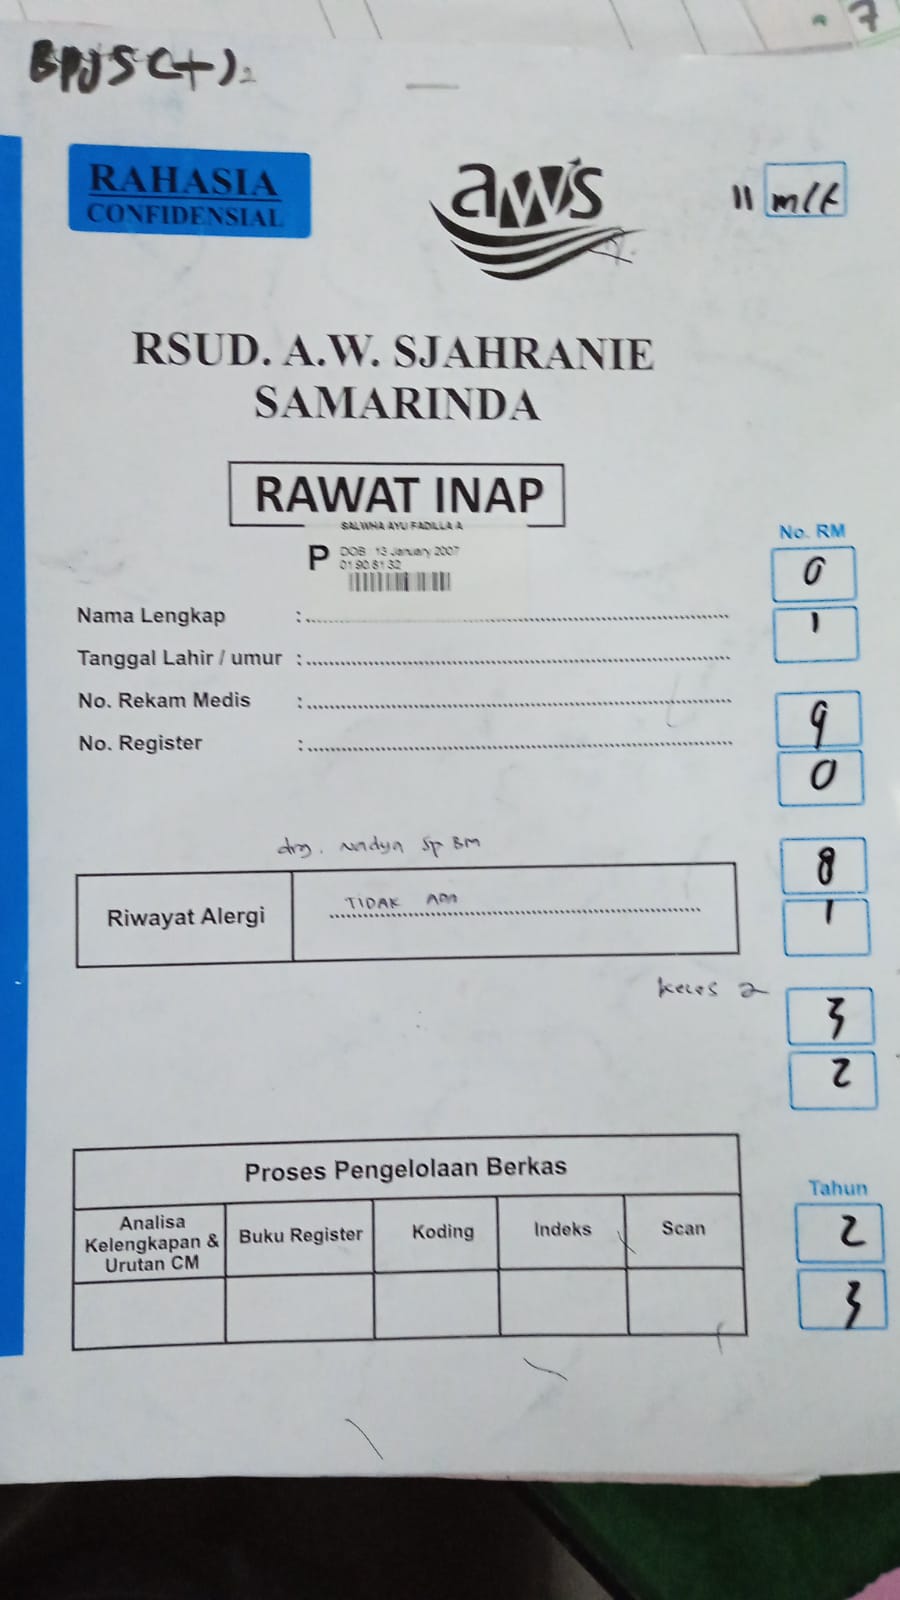 7
BPJS (+)
RAHASIA
CONFIDENSIAL
aws
RSUD. A.W. SJAHRANIE
SAMARINDA
RAWAT INAP
SALWHA AYU FADILLA A
P DOB 13 January 2007
01 90 81 32
No. RM
0
1
9
0
8
1
3
2
Nama Lengkap :
Tanggal Lahir / umur :
No. Rekam Medis :
No. Register :
drg. Nadya Sp BM
Riwayat Alergi
TIDAK ADA
kelas 2
Proses Pengelolaan Berkas
Analisa Kelengkapan & Urutan CM
Buku Register
Koding
Indeks
Scan
Tahun
2
3